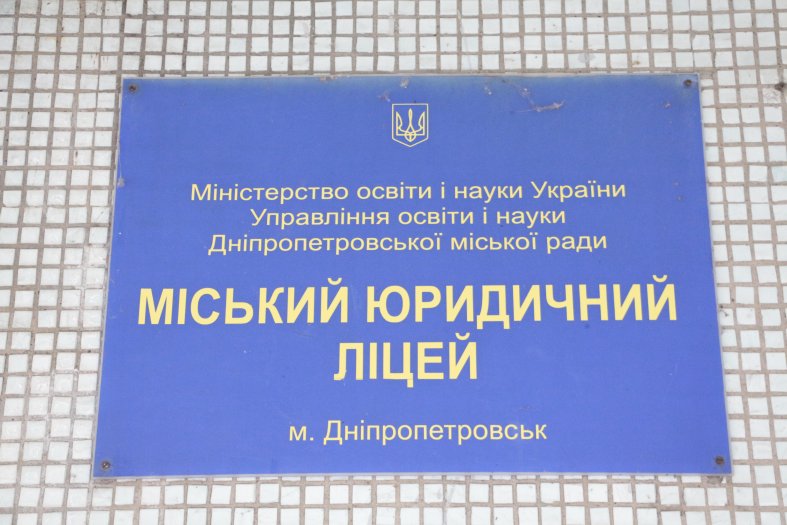 Міністерство освіти і науки України
Управління освіти і науки
Дніпропетровської міської ради
МІСЬКИЙ ЮРИДИЧНИЙ
ЛІЦЕЙ
м. Дніпропетровськ